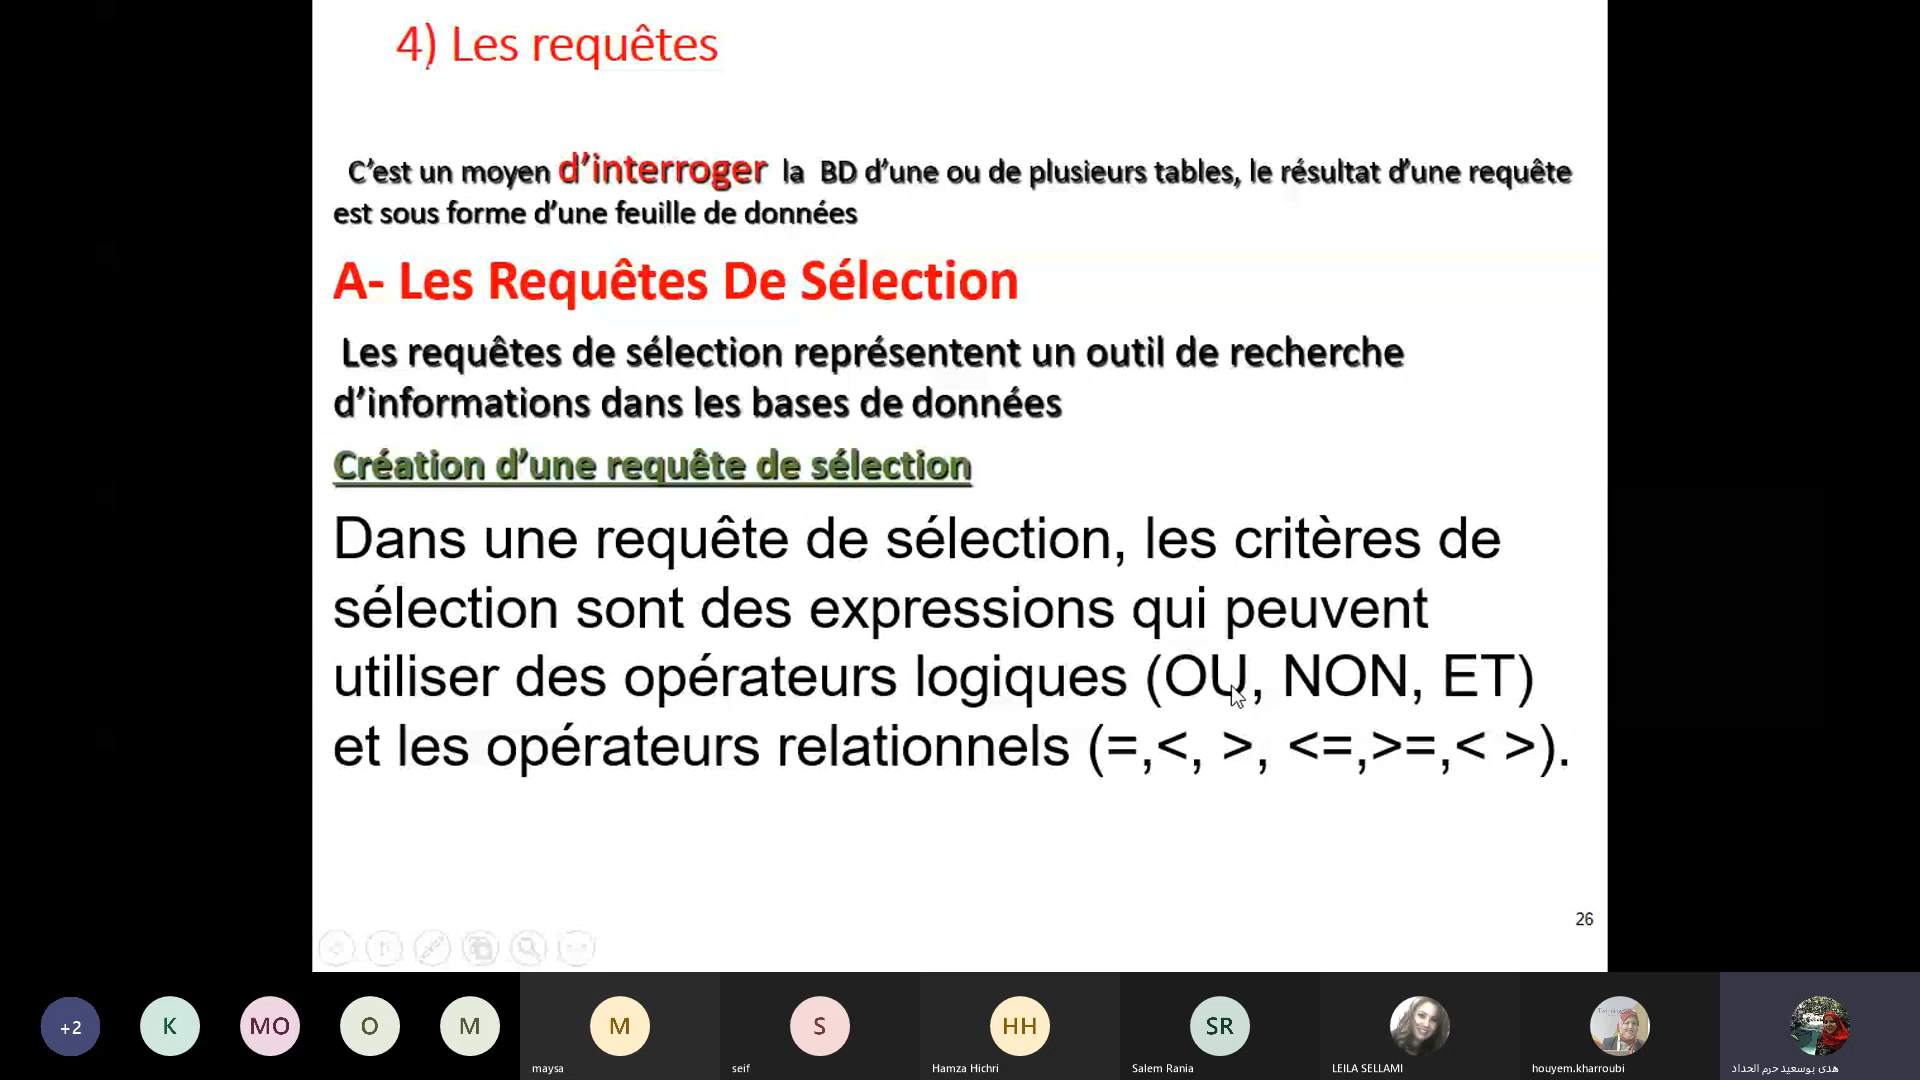 4) Les requêtes
C’est un moyen d’interroger la BD d’une ou de plusieurs tables, le résultat d’une requête
est sous forme d’une feuille de données
A- Les Requêtes De Sélection
Les requêtes de sélection représentent un outil de recherche
d’informations dans les bases de données
Création d’une requête de sélection
Dans une requête de sélection, les critères de
sélection sont des expressions qui peuvent
utiliser des opérateurs logiques (OU, NON, ET)
et les opérateurs relationnels (=,<, >, <=,>=,< >).
26
+2 K MO O M M S HH SR
maysa seif Hamza Hichri Salem Rania LEILA SELLAMI houyem.kharroubi هدى بوسعيد حرم الحداد